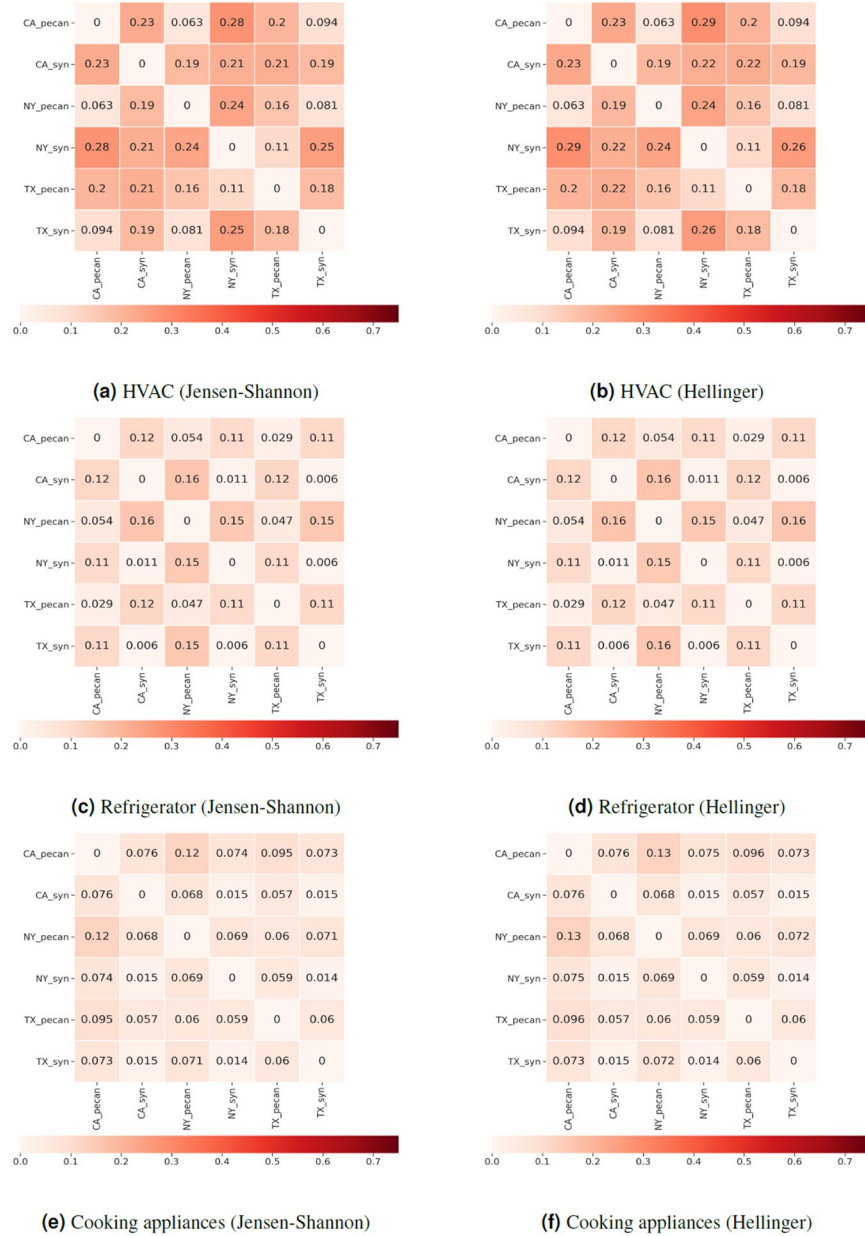 CA_pecan 0 0.23 0.063 0.28 0.2 0.094
CA_syn 0.23 0 0.19 0.21 0.21 0.19
NY_pecan 0.063 0.19 0 0.24 0.16 0.081
NY_syn 0.28 0.21 0.24 0 0.11 0.25
TX_pecan 0.2 0.21 0.16 0.11 0 0.18
TX_syn 0.094 0.19 0.081 0.25 0.18 0
CA_pecan CA_syn NY_pecan NY_syn TX_pecan TX_syn
0.0 0.1 0.2 0.3 0.4 0.5 0.6 0.7
(a) HVAC (Jensen-Shannon)
CA_pecan 0 0.23 0.063 0.29 0.2 0.094
CA_syn 0.23 0 0.19 0.22 0.22 0.19
NY_pecan 0.063 0.19 0 0.24 0.16 0.081
NY_syn 0.29 0.22 0.24 0 0.11 0.26
TX_pecan 0.2 0.22 0.16 0.11 0 0.18
TX_syn 0.094 0.19 0.081 0.26 0.18 0
CA_pecan CA_syn NY_pecan NY_syn TX_pecan TX_syn
0.0 0.1 0.2 0.3 0.4 0.5 0.6 0.7
(b) HVAC (Hellinger)
CA_pecan 0 0.12 0.054 0.11 0.029 0.11
CA_syn 0.12 0 0.16 0.011 0.12 0.006
NY_pecan 0.054 0.16 0 0.15 0.047 0.15
NY_syn 0.11 0.011 0.15 0 0.11 0.006
TX_pecan 0.029 0.12 0.047 0.11 0 0.11
TX_syn 0.11 0.006 0.15 0.006 0.11 0
CA_pecan CA_syn NY_pecan NY_syn TX_pecan TX_syn
0.0 0.1 0.2 0.3 0.4 0.5 0.6 0.7
(c) Refrigerator (Jensen-Shannon)
CA_pecan 0 0.12 0.054 0.11 0.029 0.11
CA_syn 0.12 0 0.16 0.011 0.12 0.006
NY_pecan 0.054 0.16 0 0.15 0.047 0.16
NY_syn 0.11 0.011 0.15 0 0.11 0.006
TX_pecan 0.029 0.12 0.047 0.11 0 0.11
TX_syn 0.11 0.006 0.16 0.006 0.11 0
CA_pecan CA_syn NY_pecan NY_syn TX_pecan TX_syn
0.0 0.1 0.2 0.3 0.4 0.5 0.6 0.7
(d) Refrigerator (Hellinger)
CA_pecan 0 0.076 0.12 0.074 0.095 0.073
CA_syn 0.076 0 0.068 0.015 0.057 0.015
NY_pecan 0.12 0.068 0 0.069 0.06 0.071
NY_syn 0.074 0.015 0.069 0 0.059 0.014
TX_pecan 0.095 0.057 0.06 0.059 0 0.06
TX_syn 0.073 0.015 0.071 0.014 0.06 0
CA_pecan CA_syn NY_pecan NY_syn TX_pecan TX_syn
0.0 0.1 0.2 0.3 0.4 0.5 0.6 0.7
(e) Cooking appliances (Jensen-Shannon)
CA_pecan 0 0.076 0.13 0.075 0.096 0.073
CA_syn 0.076 0 0.068 0.015 0.057 0.015
NY_pecan 0.13 0.068 0 0.069 0.06 0.072
NY_syn 0.075 0.015 0.069 0 0.059 0.014
TX_pecan 0.096 0.057 0.06 0.059 0 0.06
TX_syn 0.073 0.015 0.072 0.014 0.06 0
CA_pecan CA_syn NY_pecan NY_syn TX_pecan TX_syn
0.0 0.1 0.2 0.3 0.4 0.5 0.6 0.7
(f) Cooking appliances (Hellinger)